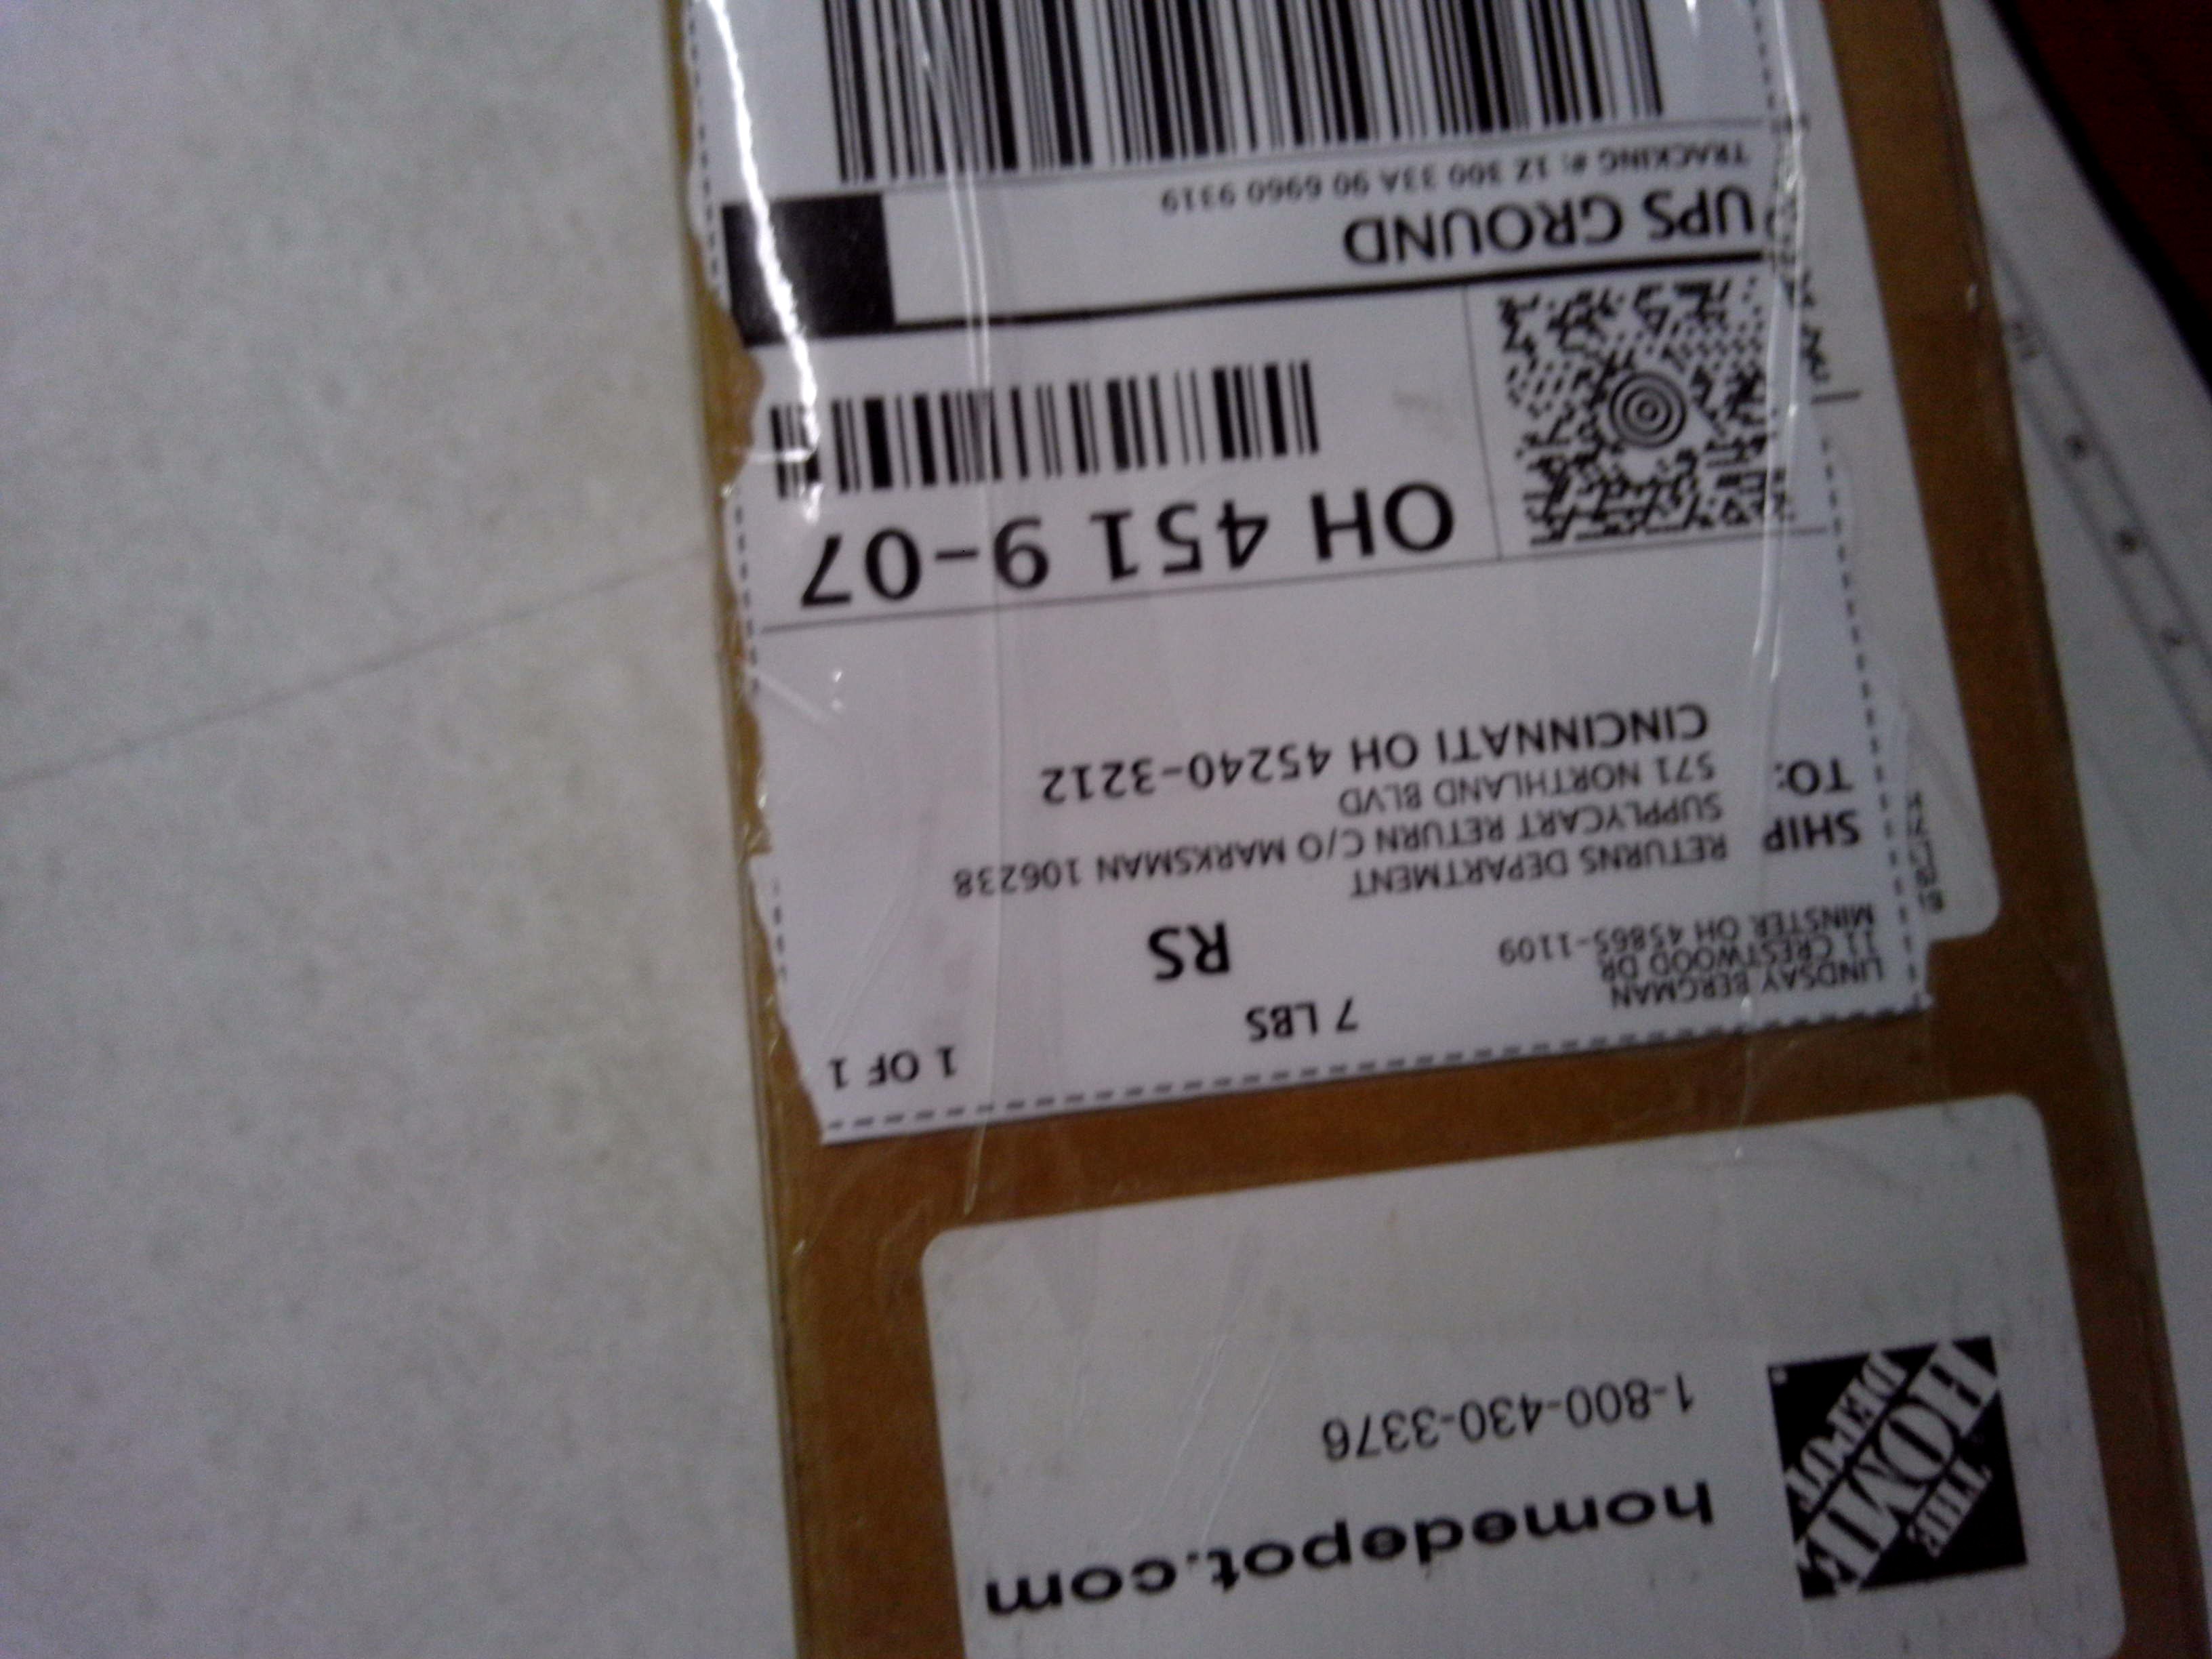 LINDSAY BERGMAN
11 CRESTWOOD DR
MINSTER OH 45865-1109
7 LBS
1 OF 1
RS
SHIP
TO:
RETURNS DEPARTMENT
SUPPLYCART RETURN C/O MARKSMAN 106238
571 NORTHLAND BLVD
CINCINNATI OH 45240-3212
OH 451 9-07
UPS GROUND
TRACKING #: 1Z 300 33A 90 6960 9319
THE
HOME
DEPOT
1-800-430-3376
homedepot.com